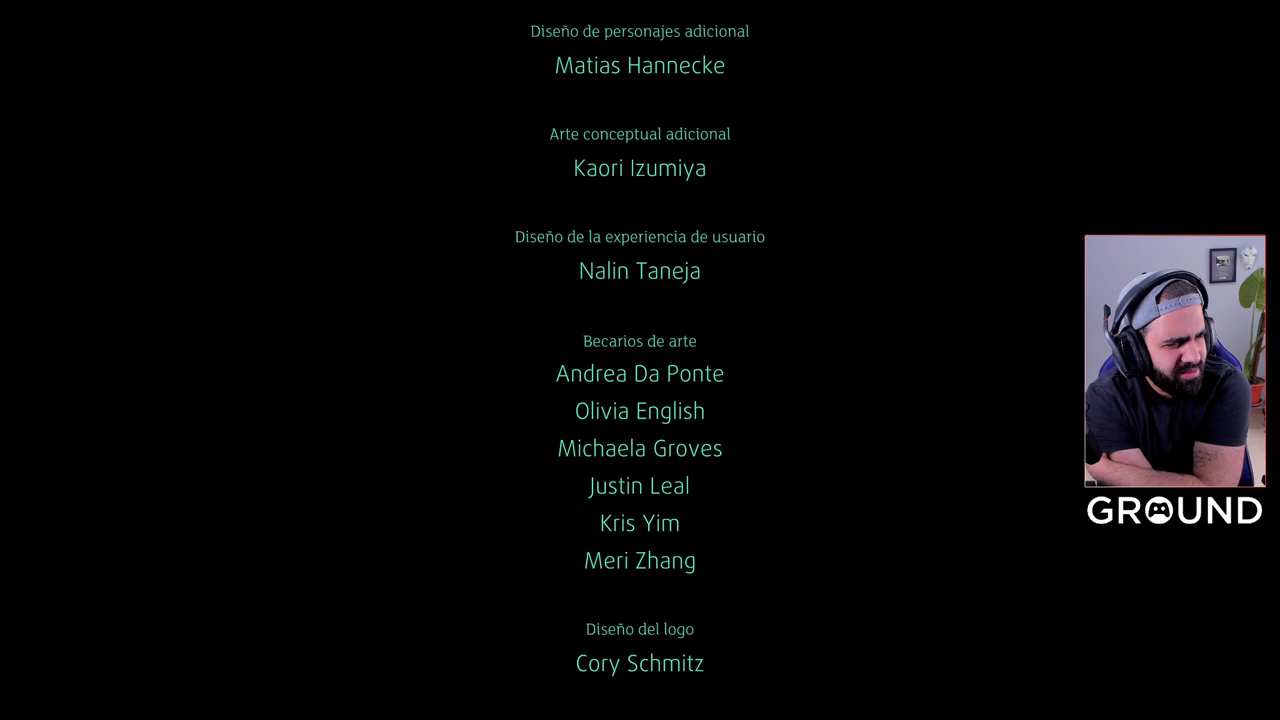 Diseño de personajes adicional
Matias Hannecke
Arte conceptual adicional
Kaori Izumiya
Diseño de la experiencia de usuario
Nalin Taneja
Becarios de arte
Andrea Da Ponte
Olivia English
Michaela Groves
Justin Leal
Kris Yim
Meri Zhang
Diseño del logo
Cory Schmitz
GROUND